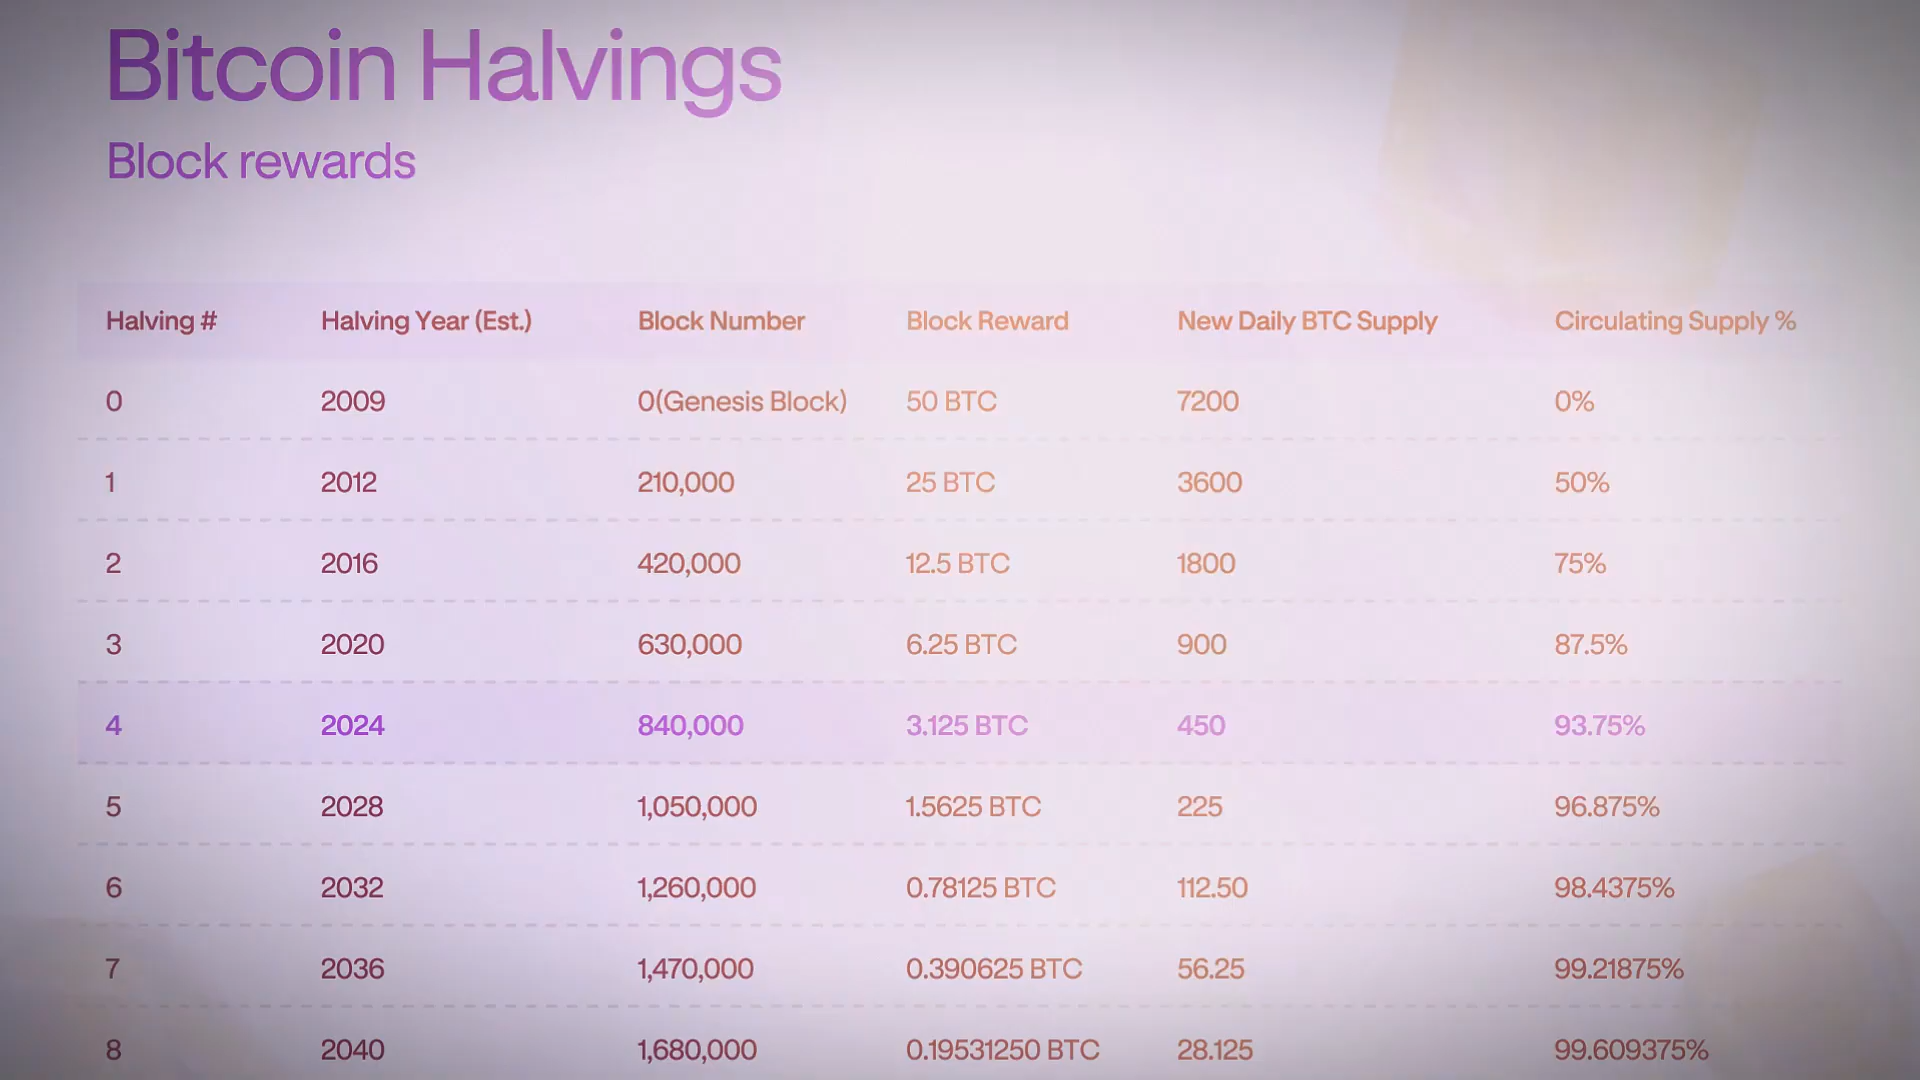 Bitcoin Halvings
Block rewards
Halving # Halving Year (Est.) Block Number Block Reward New Daily BTC Supply Circulating Supply %
0 2009 0(Genesis Block) 50 BTC 7200 0%
1 2012 210,000 25 BTC 3600 50%
2 2016 420,000 12.5 BTC 1800 75%
3 2020 630,000 6.25 BTC 900 87.5%
4 2024 840,000 3.125 BTC 450 93.75%
5 2028 1,050,000 1.5625 BTC 225 96.875%
6 2032 1,260,000 0.78125 BTC 112.50 98.4375%
7 2036 1,470,000 0.390625 BTC 56.25 99.21875%
8 2040 1,680,000 0.19531250 BTC 28.125 99.609375%